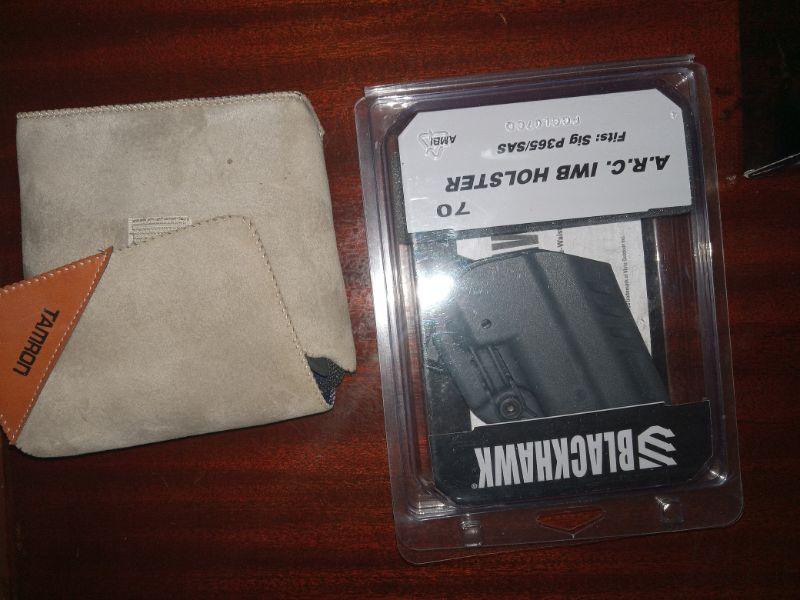 TAMRON
BLACKHAWK
®
70
A.R.C. IWB HOLSTER
Fits: Sig P365/SAS
AMBI